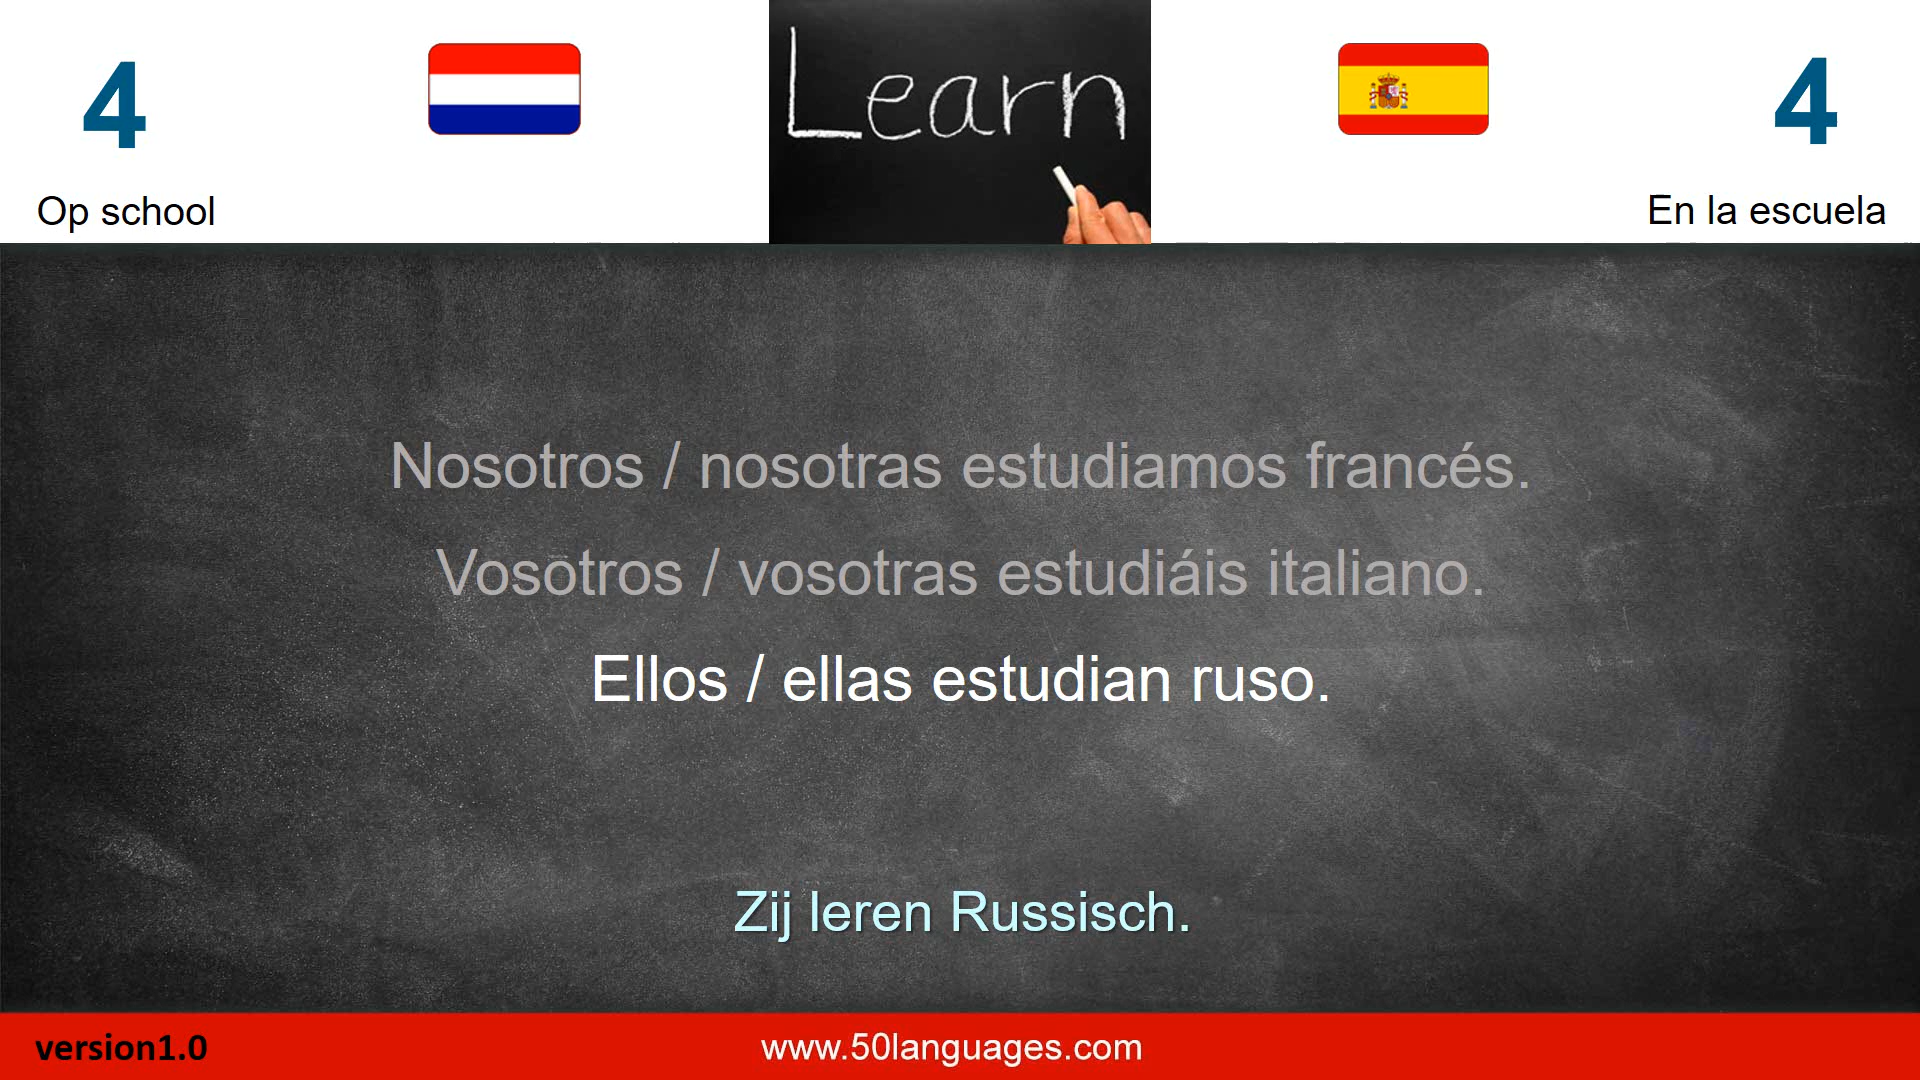 4
Learn
4
Op school
En la escuela
Nosotros / nosotras estudiamos francés.
Vosotros / vosotras estudiáis italiano.
Ellos / ellas estudian ruso.
Zij leren Russisch.
version1.0
www.50languages.com